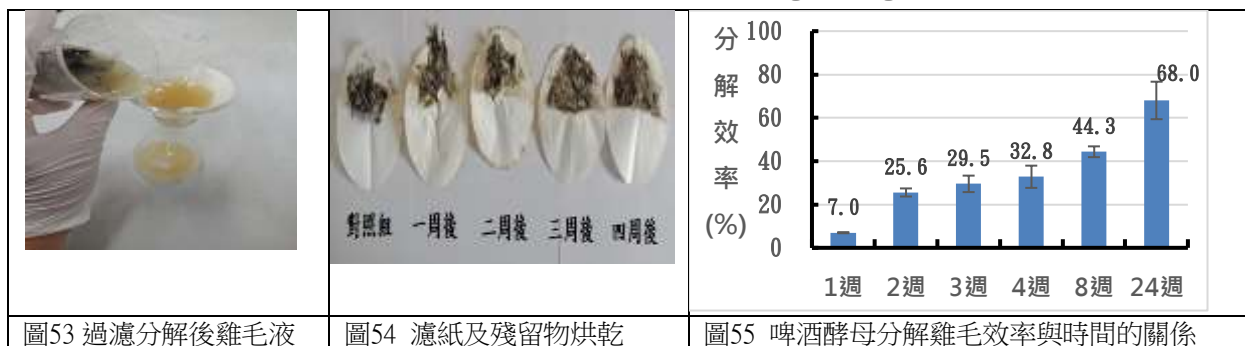 對照組 一周後 二周後 三周後 四周後
分解效率(%)
100
80
60
40
20
0
7.0
25.6
29.5
32.8
44.3
68.0
1週 2週 3週 4週 8週 24週
圖53 過濾分解後雞毛液
圖54 濾紙及殘留物烘乾
圖55 啤酒酵母分解雞毛效率與時間的關係